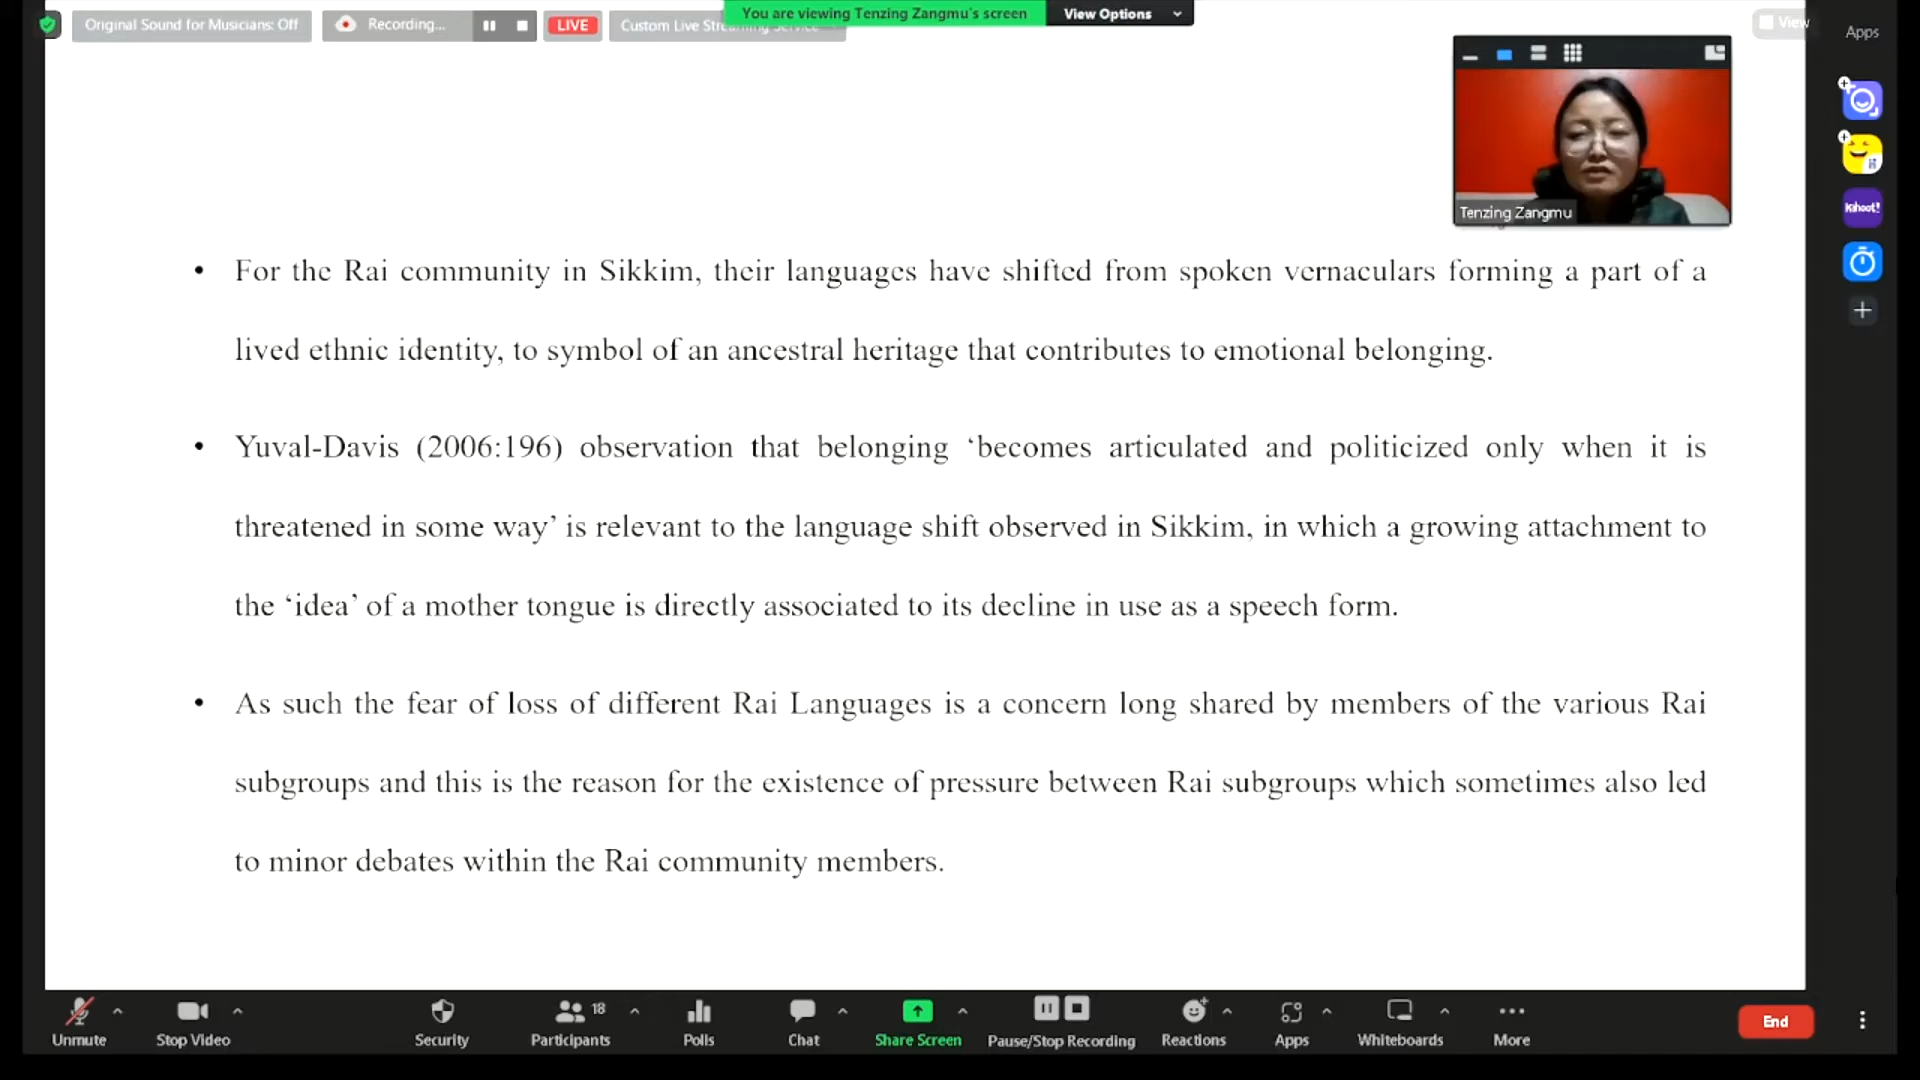 Original Sound for Musicians: Off
Recording...
LIVE
Custom Live Streaming Service
You are viewing Tenzing Zangmu's screen
View Options
View
Apps
Tenzing Zangmu
Kahoot!
• For the Rai community in Sikkim, their languages have shifted from spoken vernaculars forming a part of a
lived ethnic identity, to symbol of an ancestral heritage that contributes to emotional belonging.
• Yuval-Davis (2006:196) observation that belonging ‘becomes articulated and politicized only when it is
threatened in some way’ is relevant to the language shift observed in Sikkim, in which a growing attachment to
the ‘idea’ of a mother tongue is directly associated to its decline in use as a speech form.
• As such the fear of loss of different Rai Languages is a concern long shared by members of the various Rai
subgroups and this is the reason for the existence of pressure between Rai subgroups which sometimes also led
to minor debates within the Rai community members.
Unmute
Stop Video
Security
Participants
18
Polls
Chat
Share Screen
Pause/Stop Recording
Reactions
Apps
Whiteboards
More
End